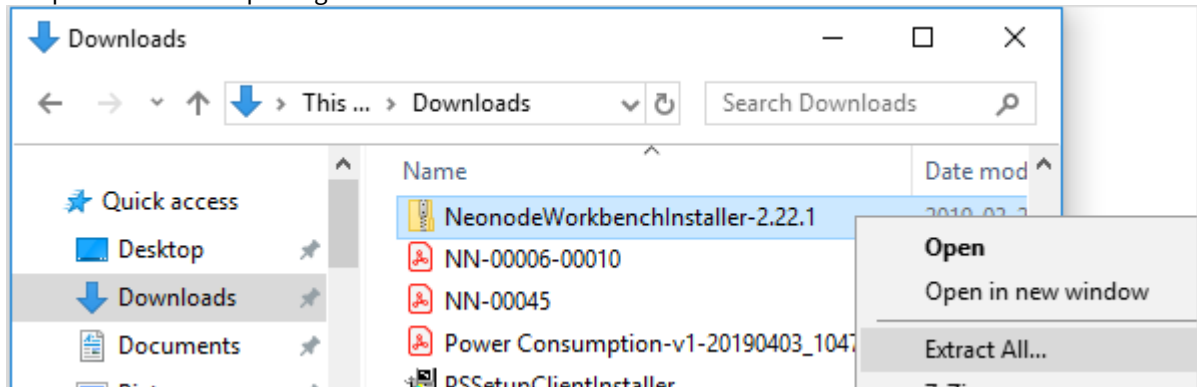 Downloads
This ... > Downloads
Search Downloads
Name
Date mod
Quick access
NeonodeWorkbenchInstaller-2.22.1
Desktop
NN-00006-00010
Open
Downloads
NN-00045
Open in new window
Documents
Power Consumption-v1-20190403_1047
Extract All...
PSSetupClientInstaller